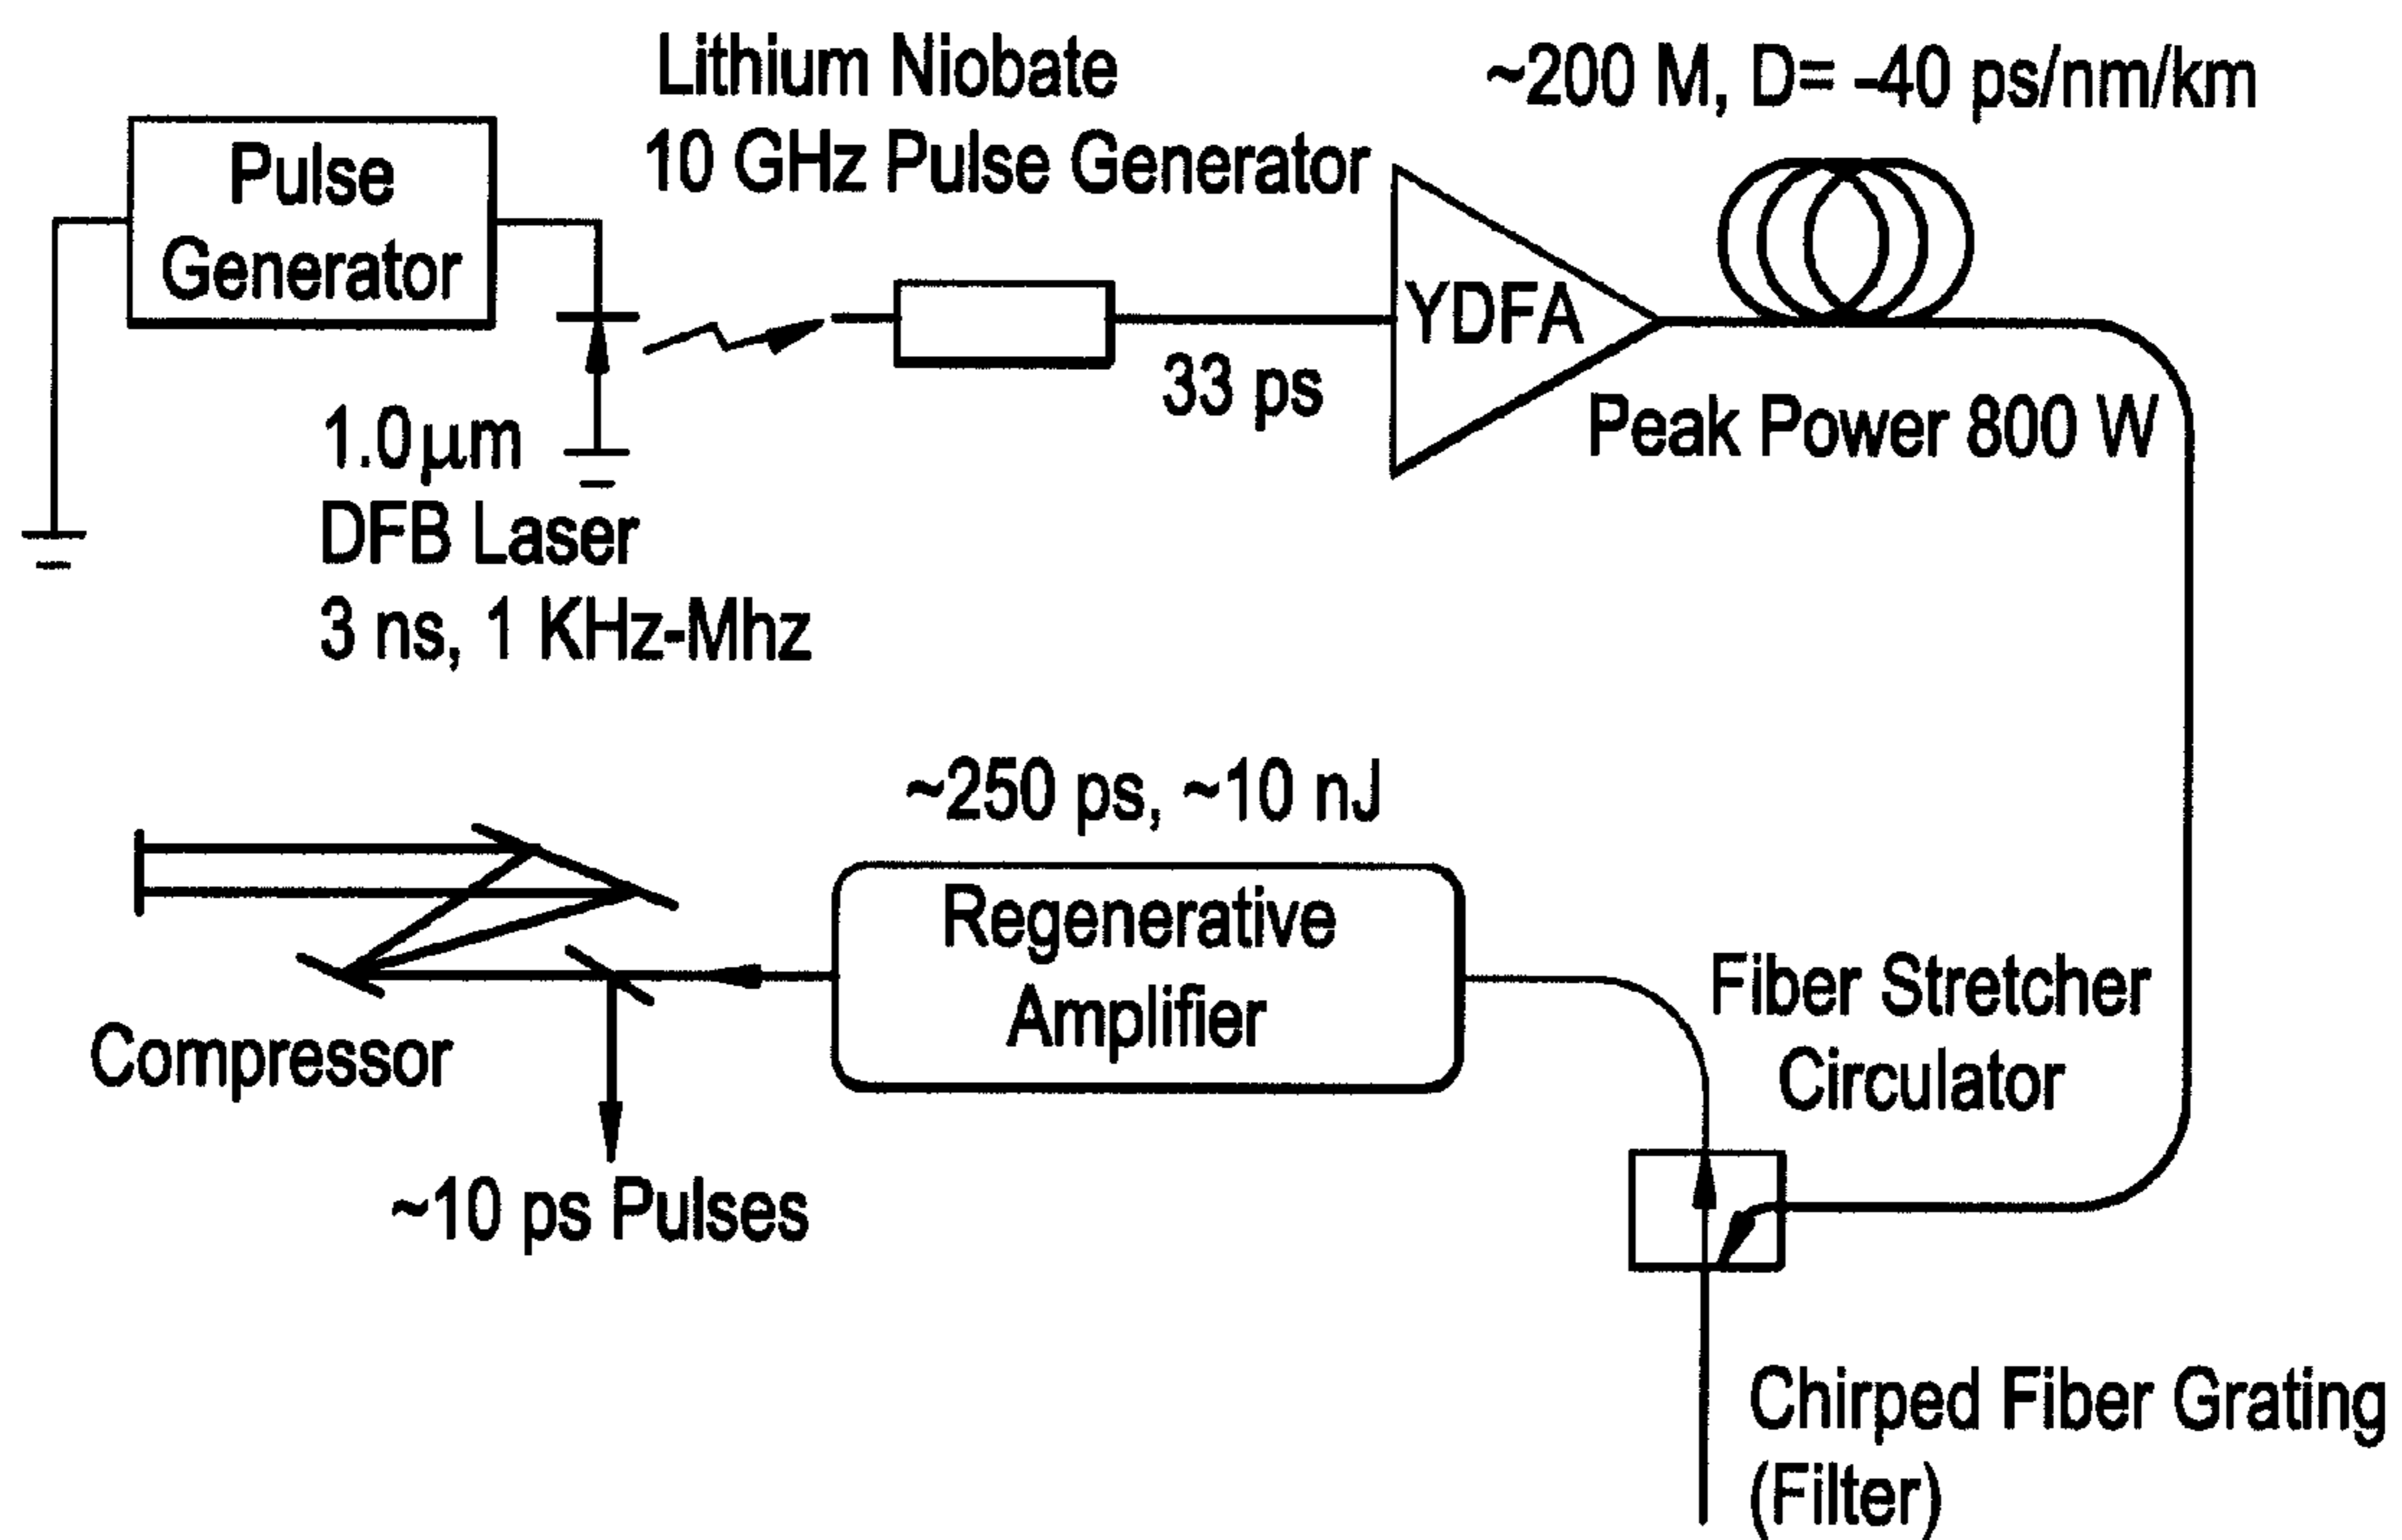 Lithium Niobate
10 GHz Pulse Generator
~200 M, D= -40 ps/nm/km
Pulse
Generator
YDFA
33 ps
Peak Power 800 W
1.0μm
DFB Laser
3 ns, 1 KHz-Mhz
~250 ps, ~10 nJ
Regenerative
Amplifier
Fiber Stretcher
Circulator
Compressor
~10 ps Pulses
Chirped Fiber Grating
(Filter)